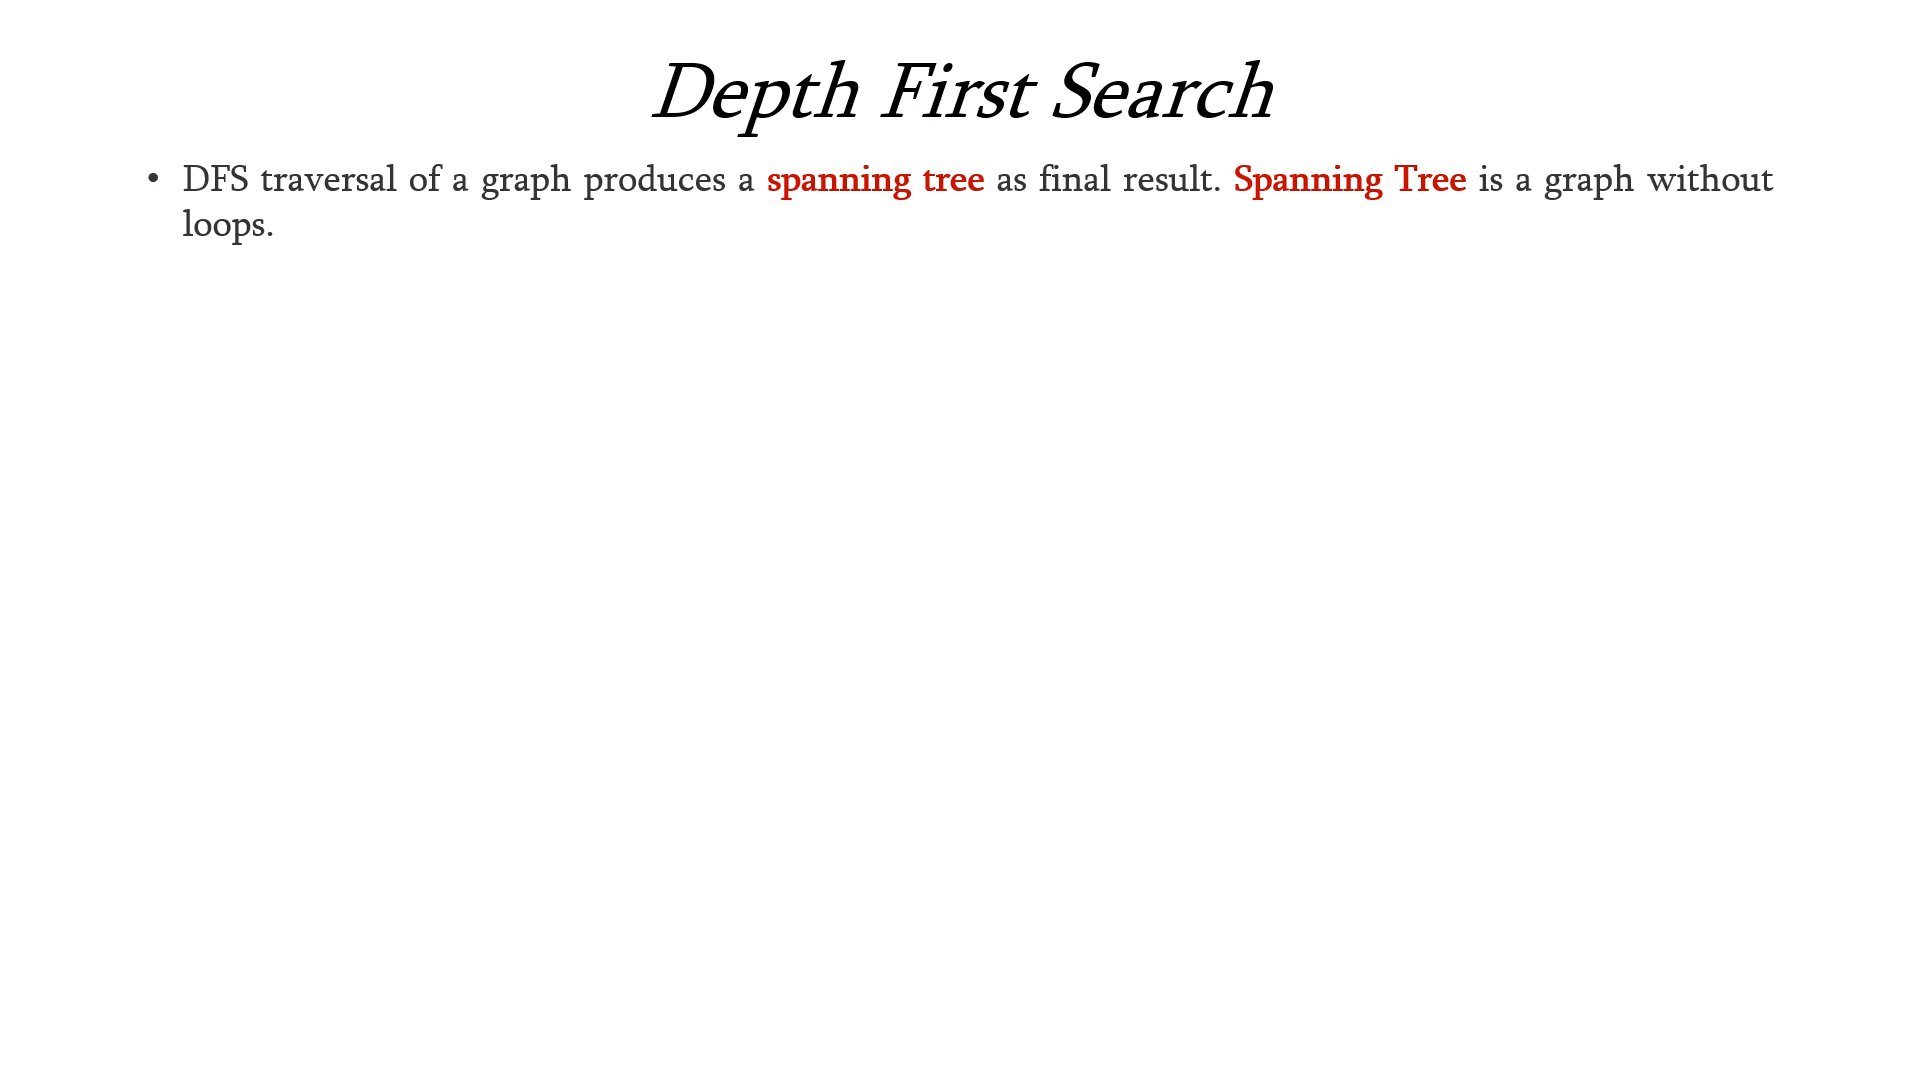 Depth First Search
• DFS traversal of a graph produces a spanning tree as final result. Spanning Tree is a graph without
loops.